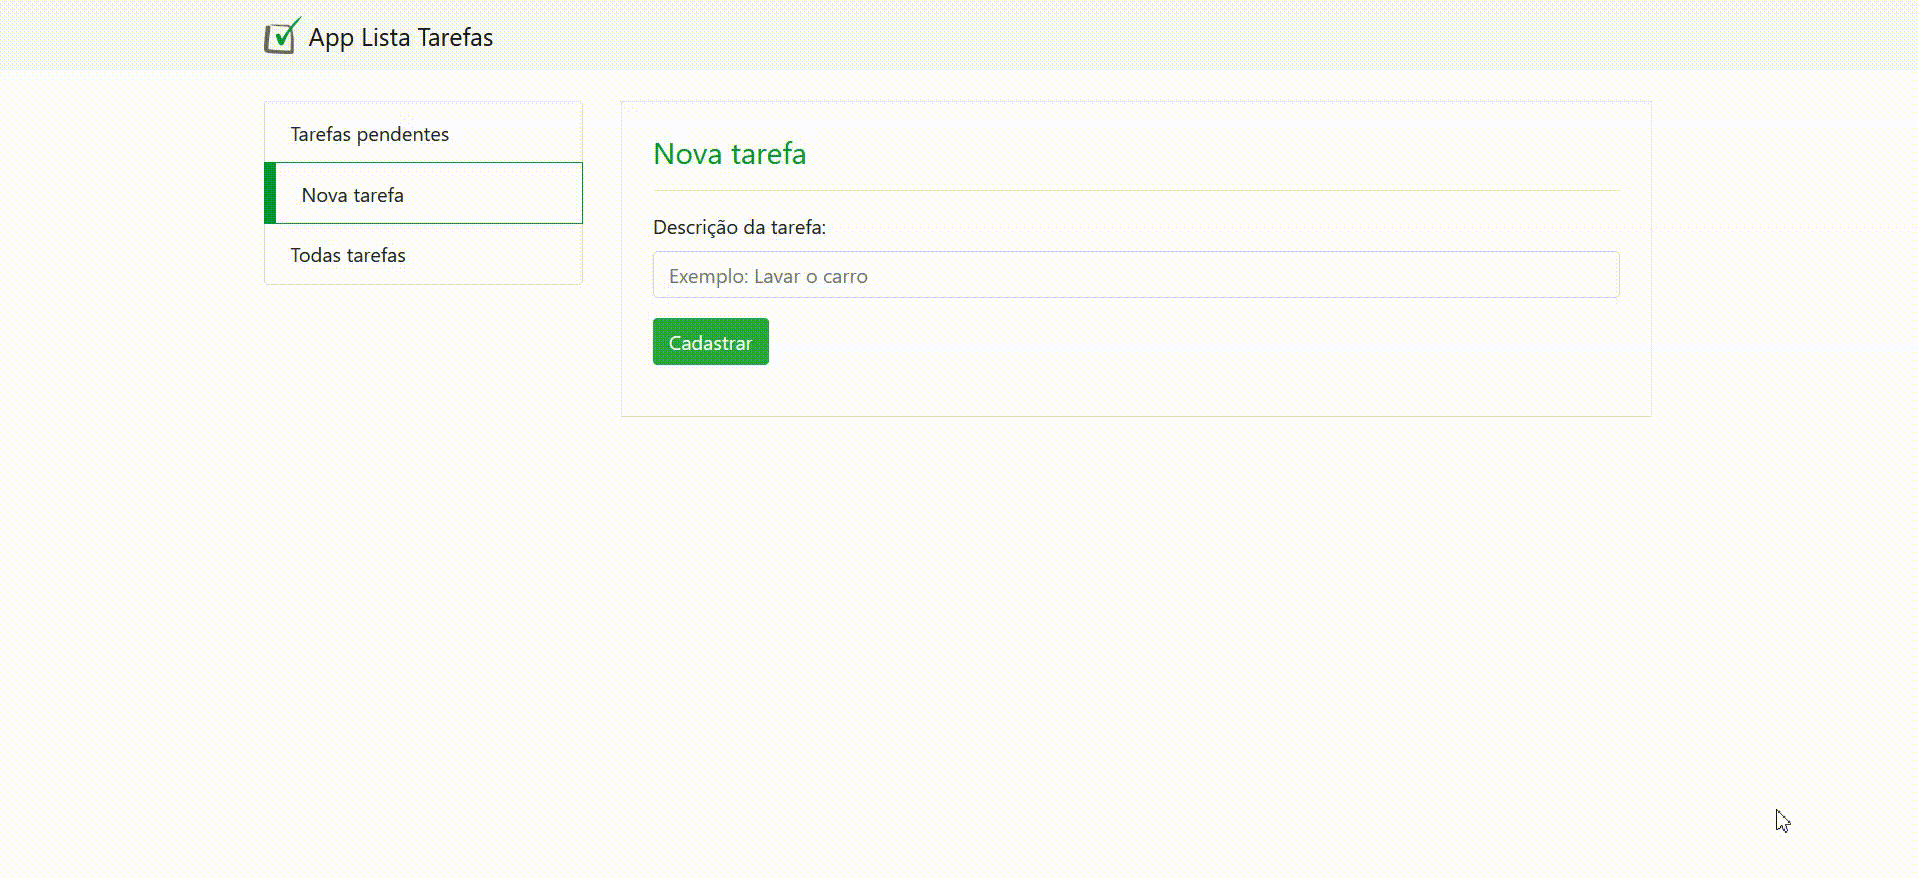 App Lista Tarefas
Tarefas pendentes
Nova tarefa
Todas tarefas
Nova tarefa
Descrição da tarefa:
Exemplo: Lavar o carro
Cadastrar